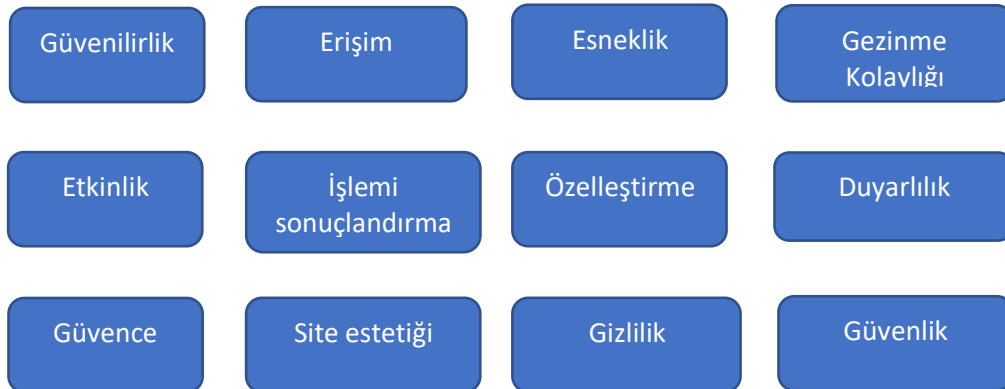 Güvenilirlik
Erişim
Esneklik
Gezinme
Kolaylığı
Etkinlik
İşlemi
sonuçlandırma
Özelleştirme
Duyarlılık
Güvence
Site estetiği
Gizlilik
Güvenlik